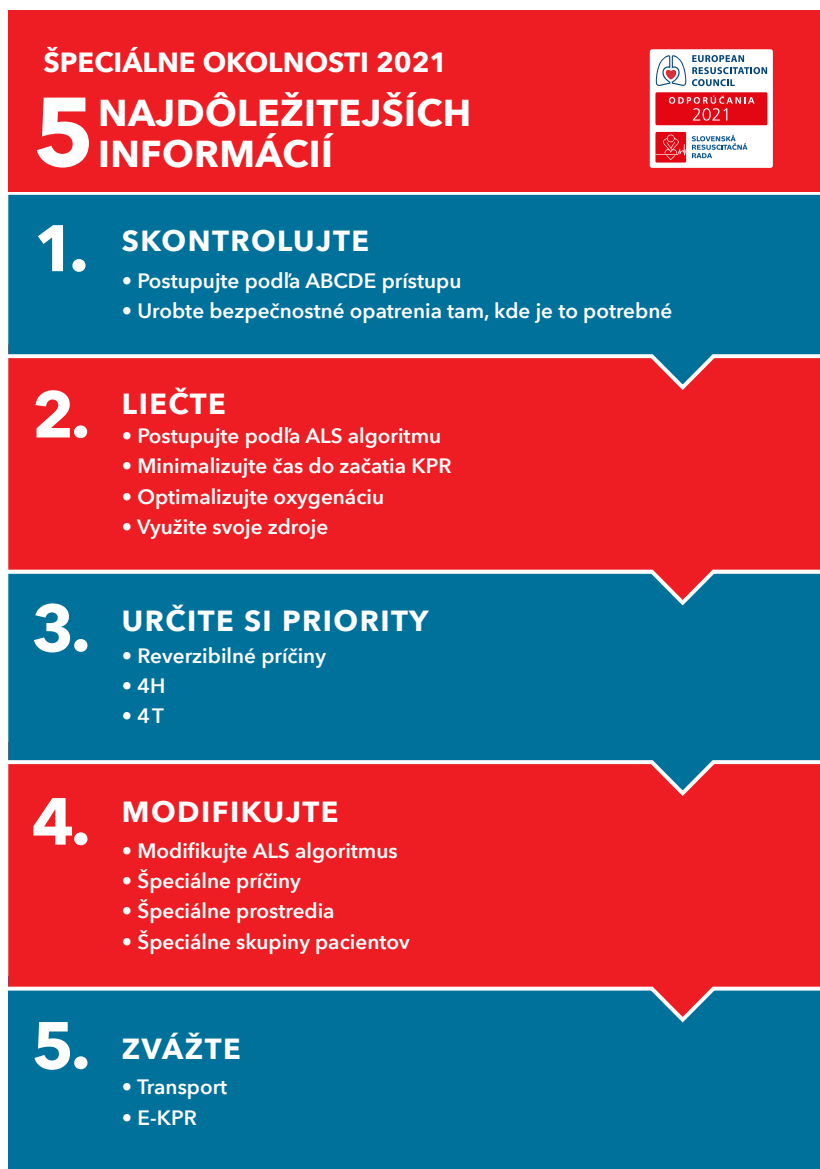 ŠPECIÁLNE OKOLNOSTI 2021
5 NAJDÔLEŽITEJŠÍCH
INFORMÁCIÍ
EUROPEAN
RESUSCITATION
COUNCIL
ODPORÚČANIA
2021
SLOVENSKÁ
RESUSCITAČNÁ
RADA
1. SKONTROLUJTE
• Postupujte podľa ABCDE prístupu
• Urobte bezpečnostné opatrenia tam, kde je to potrebné
2. LIEČTE
• Postupujte podľa ALS algoritmu
• Minimalizujte čas do začatia KPR
• Optimalizujte oxygenáciu
• Využite svoje zdroje
3. URČITE SI PRIORITY
• Reverzibilné príčiny
• 4H
• 4T
4. MODIFIKUJTE
• Modifikujte ALS algoritmus
• Špeciálne príčiny
• Špeciálne prostredia
• Špeciálne skupiny pacientov
5. ZVÁŽTE
• Transport
• E-KPR